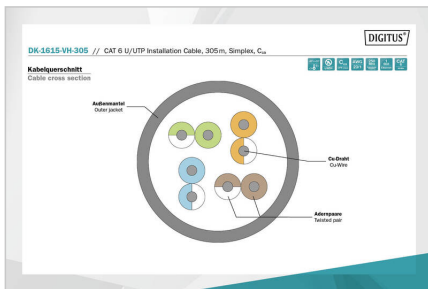 DIGITUS®
DK-1615-VH-305 // CAT 6 U/UTP Installation Cable, 305 m, Simplex, Cca
Kabelquerschnitt
Cable cross section
Außenmantel
Outer jacket
Cu-Draht
Cu-Wire
Adernpaare
Twisted pair